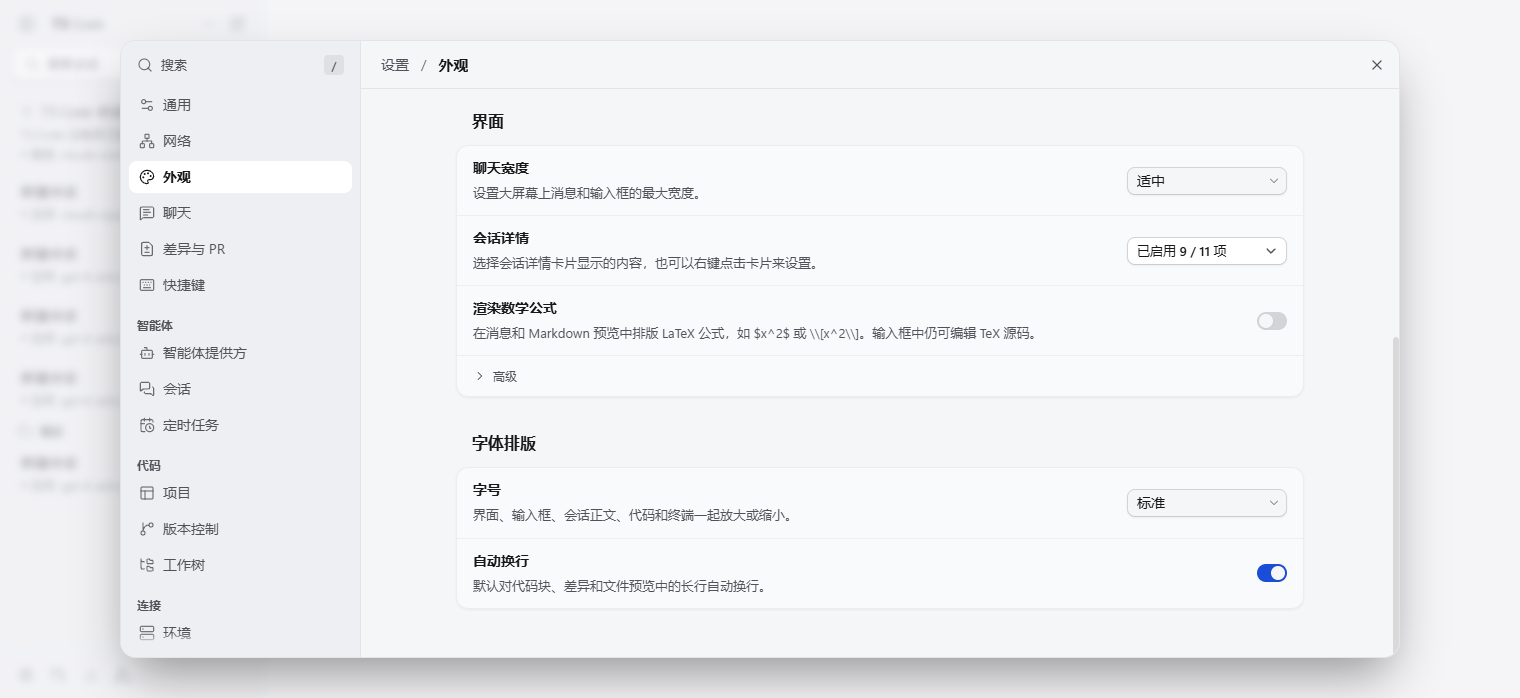 搜索
/
通用
网络
外观
聊天
差异与 PR
快捷键
智能体
智能体提供方
会话
定时任务
代码
项目
版本控制
工作树
连接
环境
设置 / 外观
界面
聊天宽度
设置大屏幕上消息和输入框的最大宽度。
适中
会话详情
选择会话详情卡片显示的内容，也可以右键点击卡片来设置。
已启用 9 / 11 项
渲染数学公式
在消息和 Markdown 预览中排版 LaTeX 公式，如 $x^2$ 或 \\[x^2\\]。输入框中仍可编辑 TeX 源码。
高级
字体排版
字号
界面、输入框、会话正文、代码和终端一起放大或缩小。
标准
自动换行
默认对代码块、差异和文件预览中的长行自动换行。